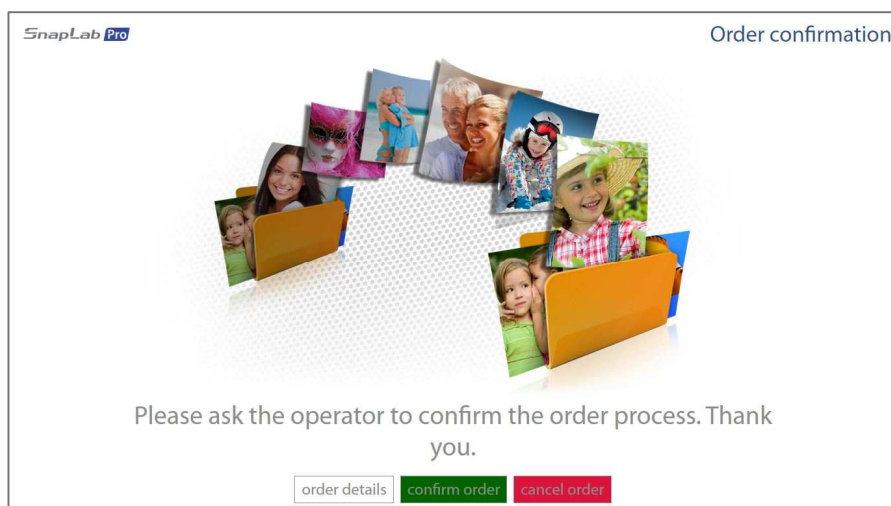 SnapLab Pro
Order confirmation
Please ask the operator to confirm the order process. Thank
you.
order details
confirm order
cancel order